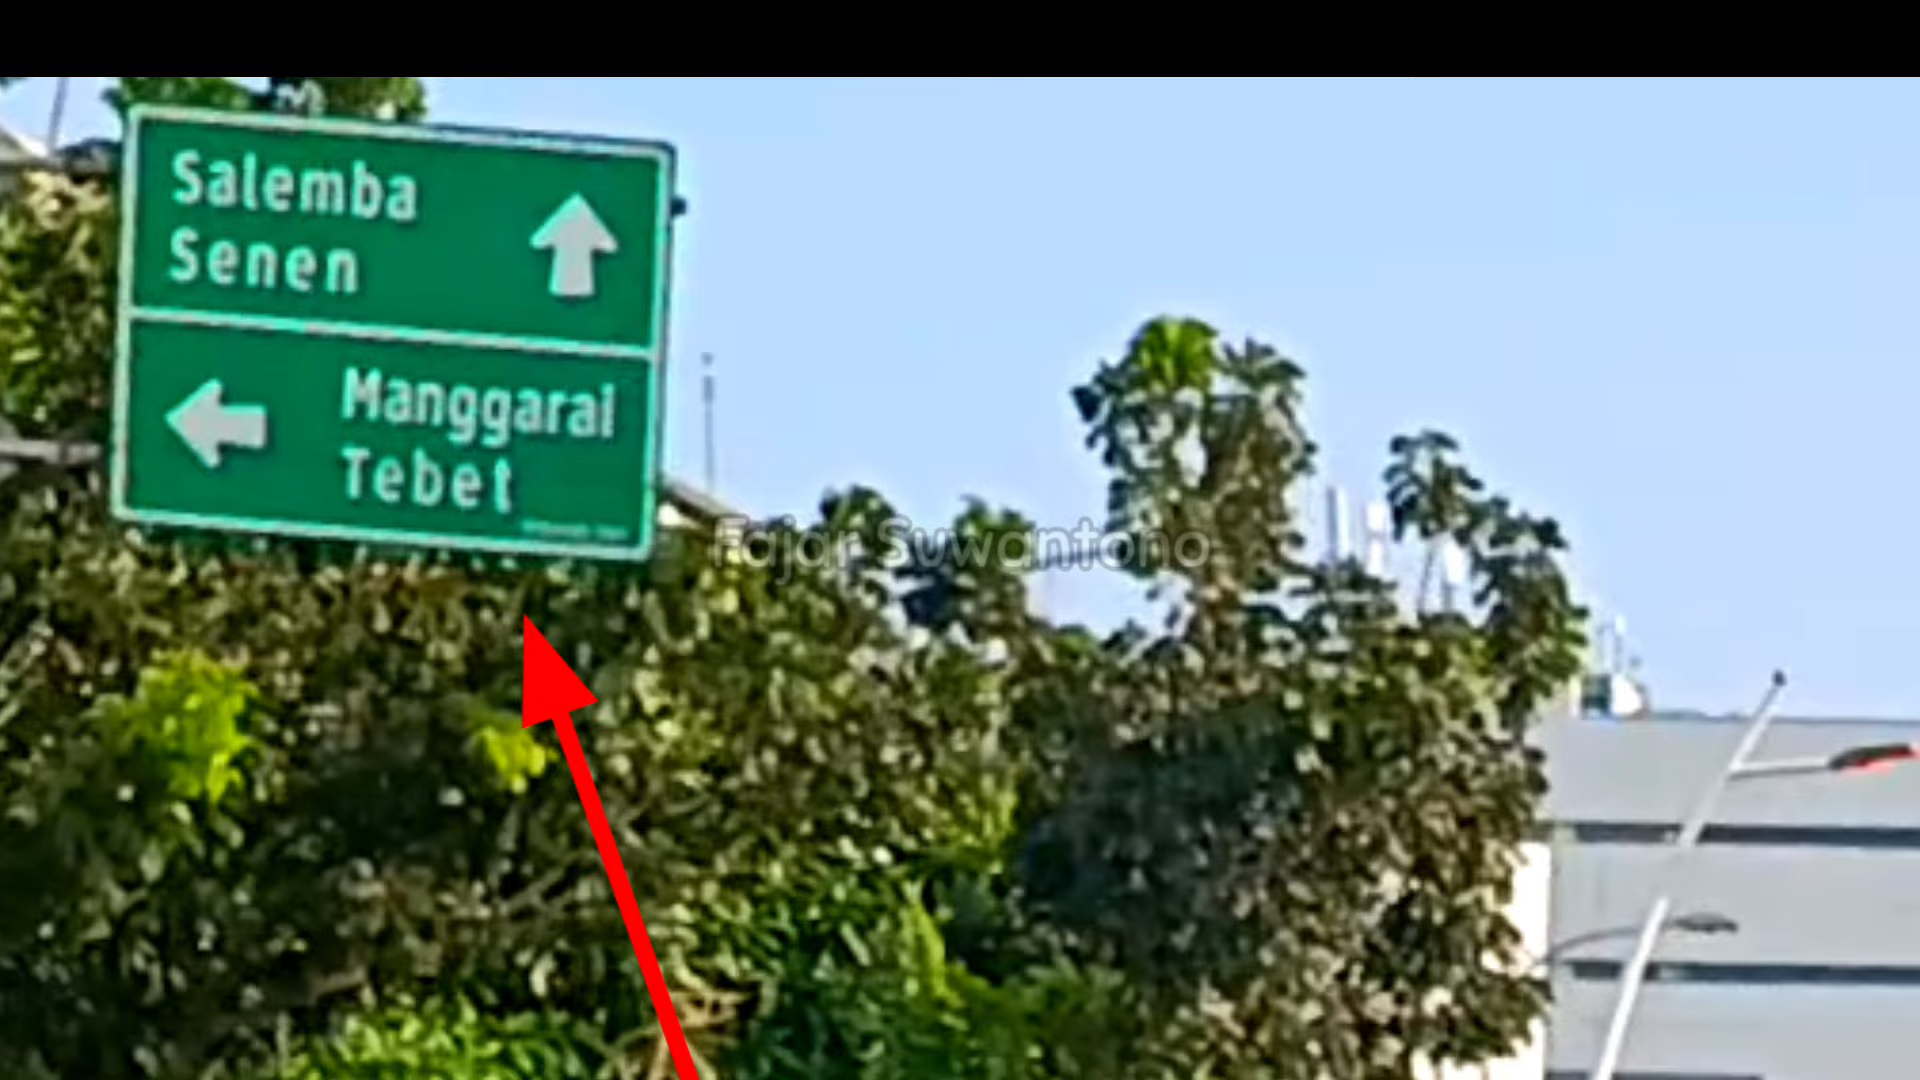 Salemba
Senen
Manggarai
Tebet
Fajar Suwantono